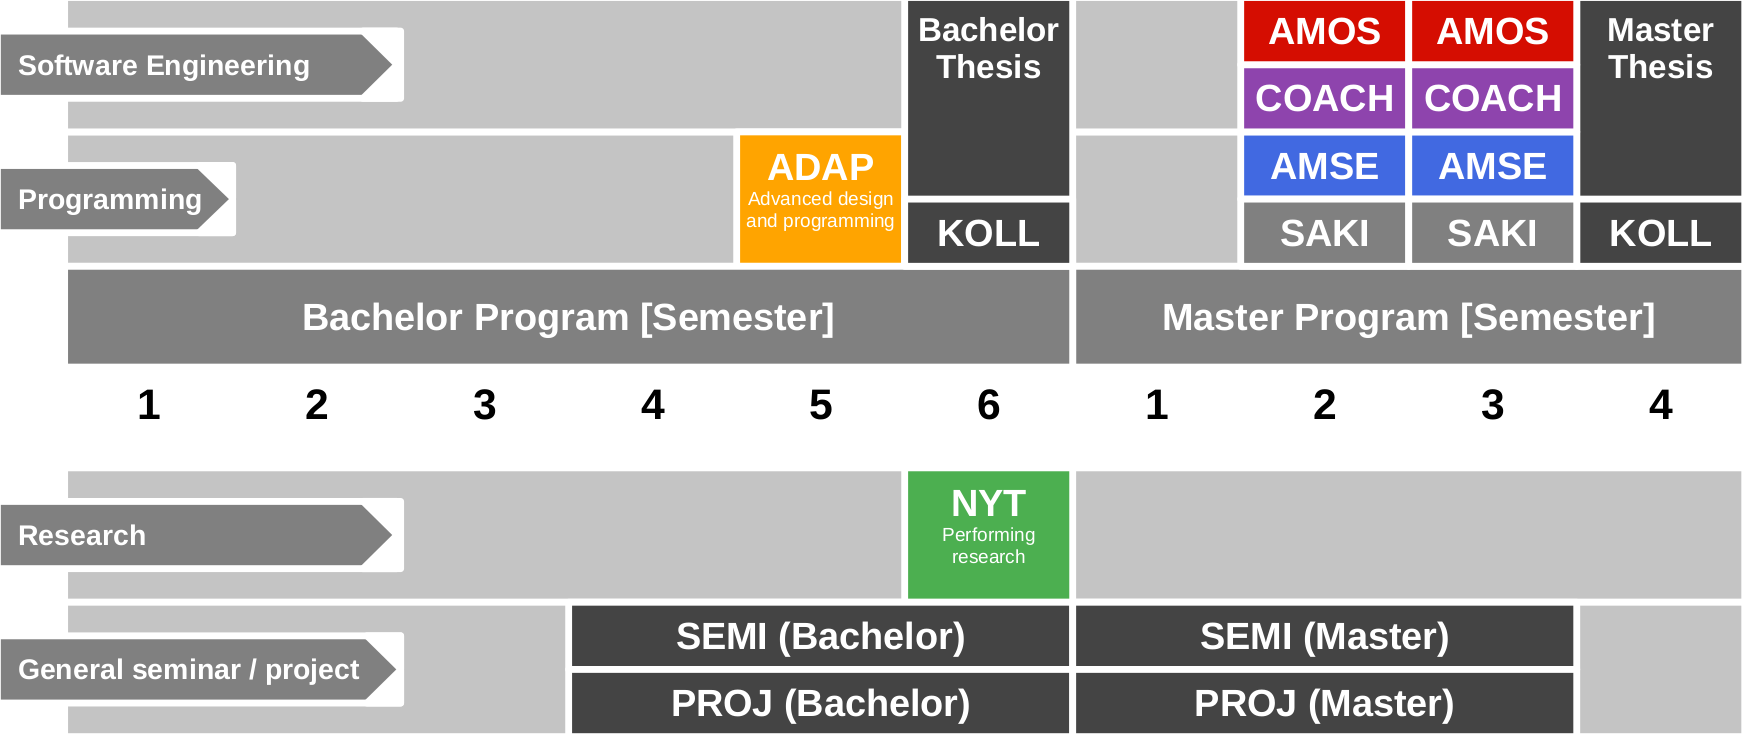 Software Engineering
Bachelor
Thesis
AMOS
AMOS
Master
Thesis
COACH
COACH
Programming
ADAP
Advanced design
and programming
AMSE
AMSE
KOLL
SAKI
SAKI
KOLL
Bachelor Program [Semester]
Master Program [Semester]
1 2 3 4 5 6 1 2 3 4
Research
NYT
Performing
research
General seminar / project
SEMI (Bachelor)
SEMI (Master)
PROJ (Bachelor)
PROJ (Master)